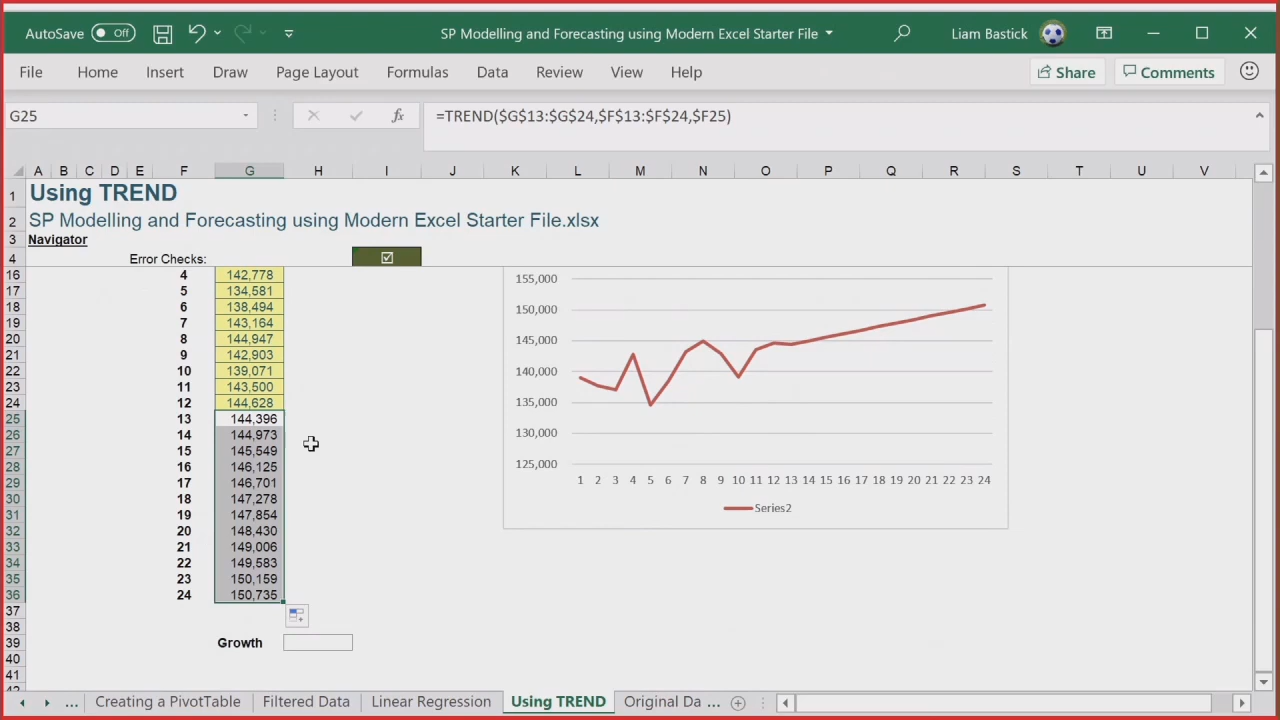 AutoSave Off SP Modelling and Forecasting using Modern Excel Starter File Liam Bastick
File Home Insert Draw Page Layout Formulas Data Review View Help Share Comments
G25 fx =TREND($G$13:$G$24,$F$13:$F$24,$F25)
A B C D E F G H I J K L M N O P Q R S T U V
1 Using TREND
2 SP Modelling and Forecasting using Modern Excel Starter File.xlsx
3 Navigator
4 Error Checks:
16 4 142,778
17 5 134,581
18 6 138,494
19 7 143,164
20 8 144,947
21 9 142,903
22 10 139,071
23 11 143,500
24 12 144,628
25 13 144,396
26 14 144,973
27 15 145,549
28 16 146,125
29 17 146,701
30 18 147,278
31 19 147,854
32 20 148,430
33 21 149,006
34 22 149,583
35 23 150,159
36 24 150,735
37
38
39 Growth
40
41
42
155,000
150,000
145,000
140,000
135,000
130,000
125,000
1 2 3 4 5 6 7 8 9 10 11 12 13 14 15 16 17 18 19 20 21 22 23 24
Series2
... Creating a PivotTable Filtered Data Linear Regression Using TREND Original Da ...